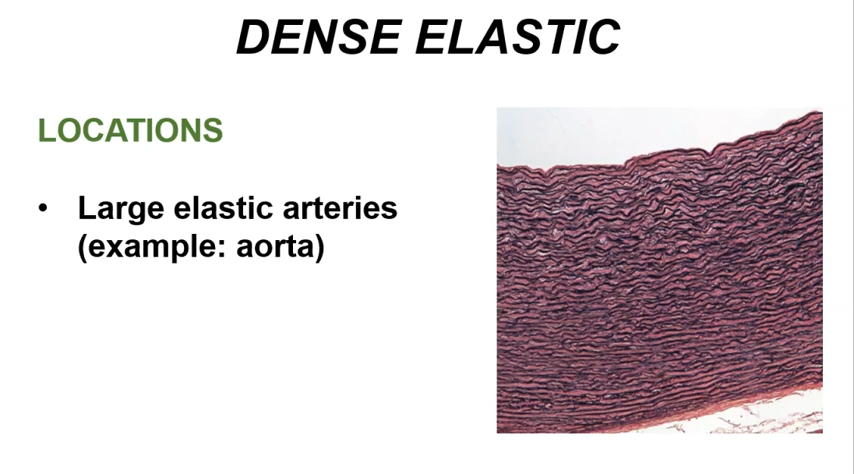 DENSE ELASTIC
LOCATIONS
• Large elastic arteries
(example: aorta)